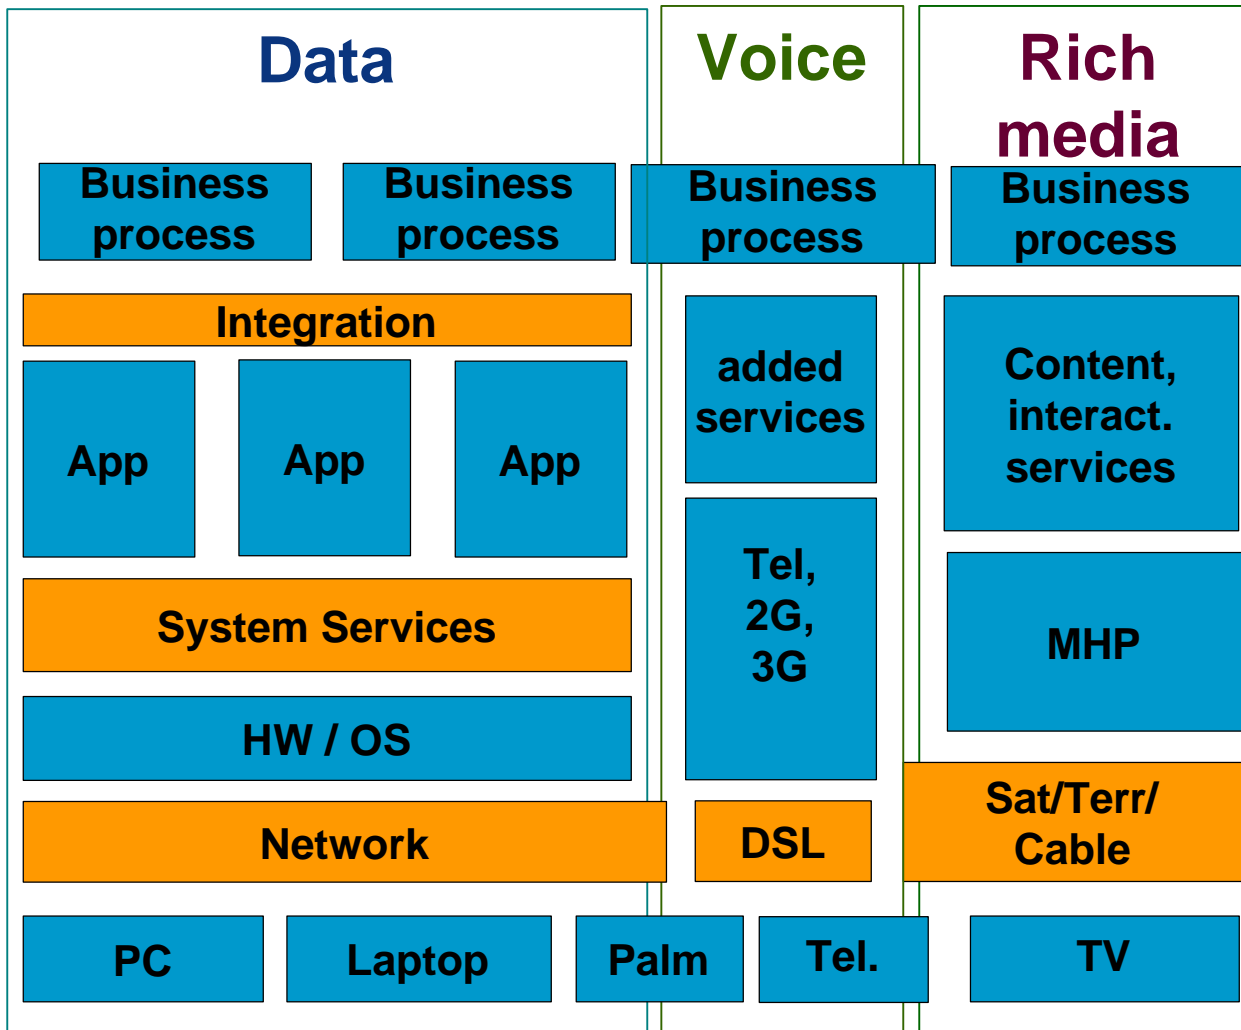 Data
Voice
Rich
media
Business
process
Business
process
Business
process
Business
process
Integration
App
App
App
added
services
Content,
interact.
services
System Services
Tel,
2G,
3G
MHP
HW / OS
Network
DSL
Sat/Terr/
Cable
PC
Laptop
Palm
Tel.
TV